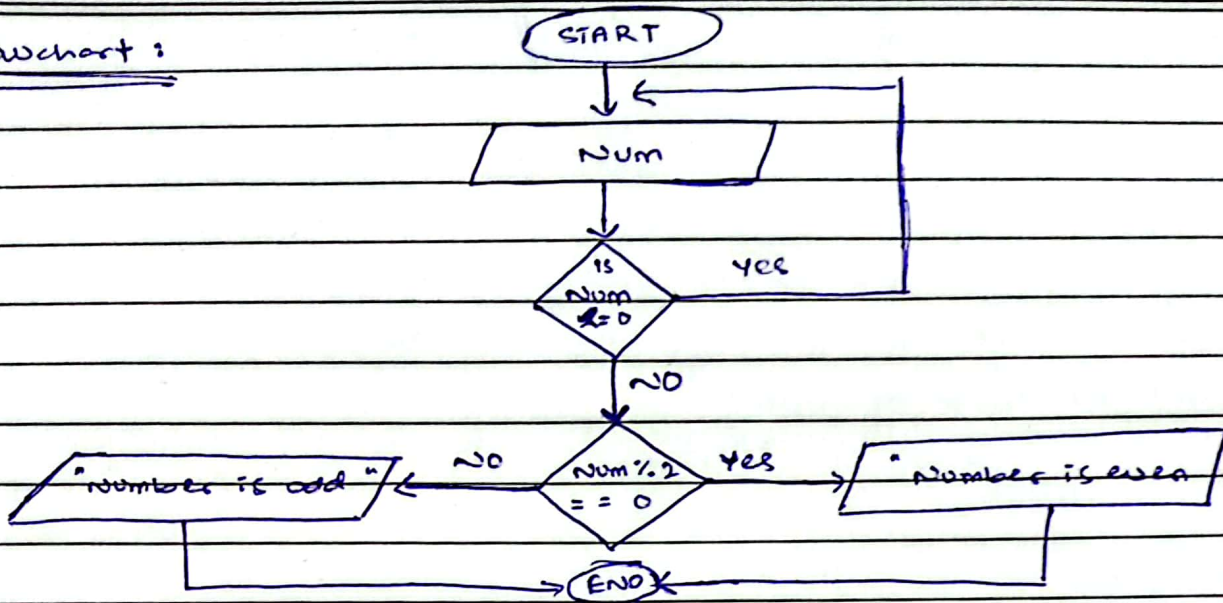 wchart :
START
Num
is
Num
=0
Yes
NO
Num%2
== 0
NO
Yes
"Number is odd"
"Number is even
END